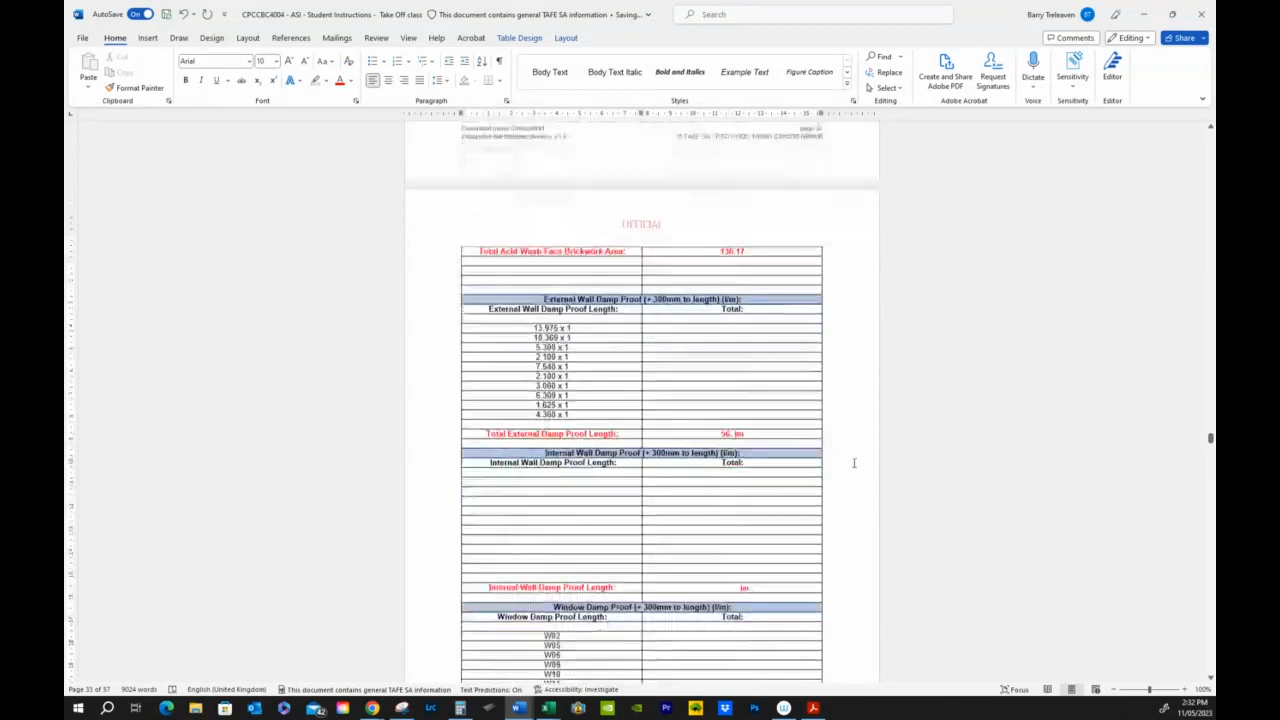 AutoSave On CPCCBC4004 - ASI - Student Instructions - Take Off class This document contains general TAFE SA information • Saving... Search Barry Treleaven BT
File Home Insert Draw Design Layout References Mailings Review View Help Acrobat Table Design Layout Comments Editing Share
Paste Cut Copy Format Painter Arial 10 Body Text Body Text Italic Bold and Italics Example Text Figure Caption Find Replace Select Create and Share Adobe PDF Request Signatures Dictate Sensitivity Editor
Clipboard Font Paragraph Styles Editing Adobe Acrobat Voice Sensitivity Editor
OFFICIAL
Total Acid Wash Face Brickwork Area: 130.17
External Wall Damp Proof (+ 300mm to length) (l/m):
External Wall Damp Proof Length: Total:
13.975 x 1
10.369 x 1
5.300 x 1
2.100 x 1
7.540 x 1
2.100 x 1
3.060 x 1
6.309 x 1
1.625 x 1
4.360 x 1
Total External Damp Proof Length: 56. lm
Internal Wall Damp Proof (+ 300mm to length) (l/m):
Internal Wall Damp Proof Length: Total:
Internal Wall Damp Proof Length: lm
Window Damp Proof (+ 300mm to length) (l/m):
Window Damp Proof Length: Total:
W02
W05
W06
W09
W10
Page 33 of 57 9024 words English (United Kingdom) This document contains general TAFE SA information Text Predictions: On Accessibility: Investigate Focus 100%
2:32 PM
11/05/2023